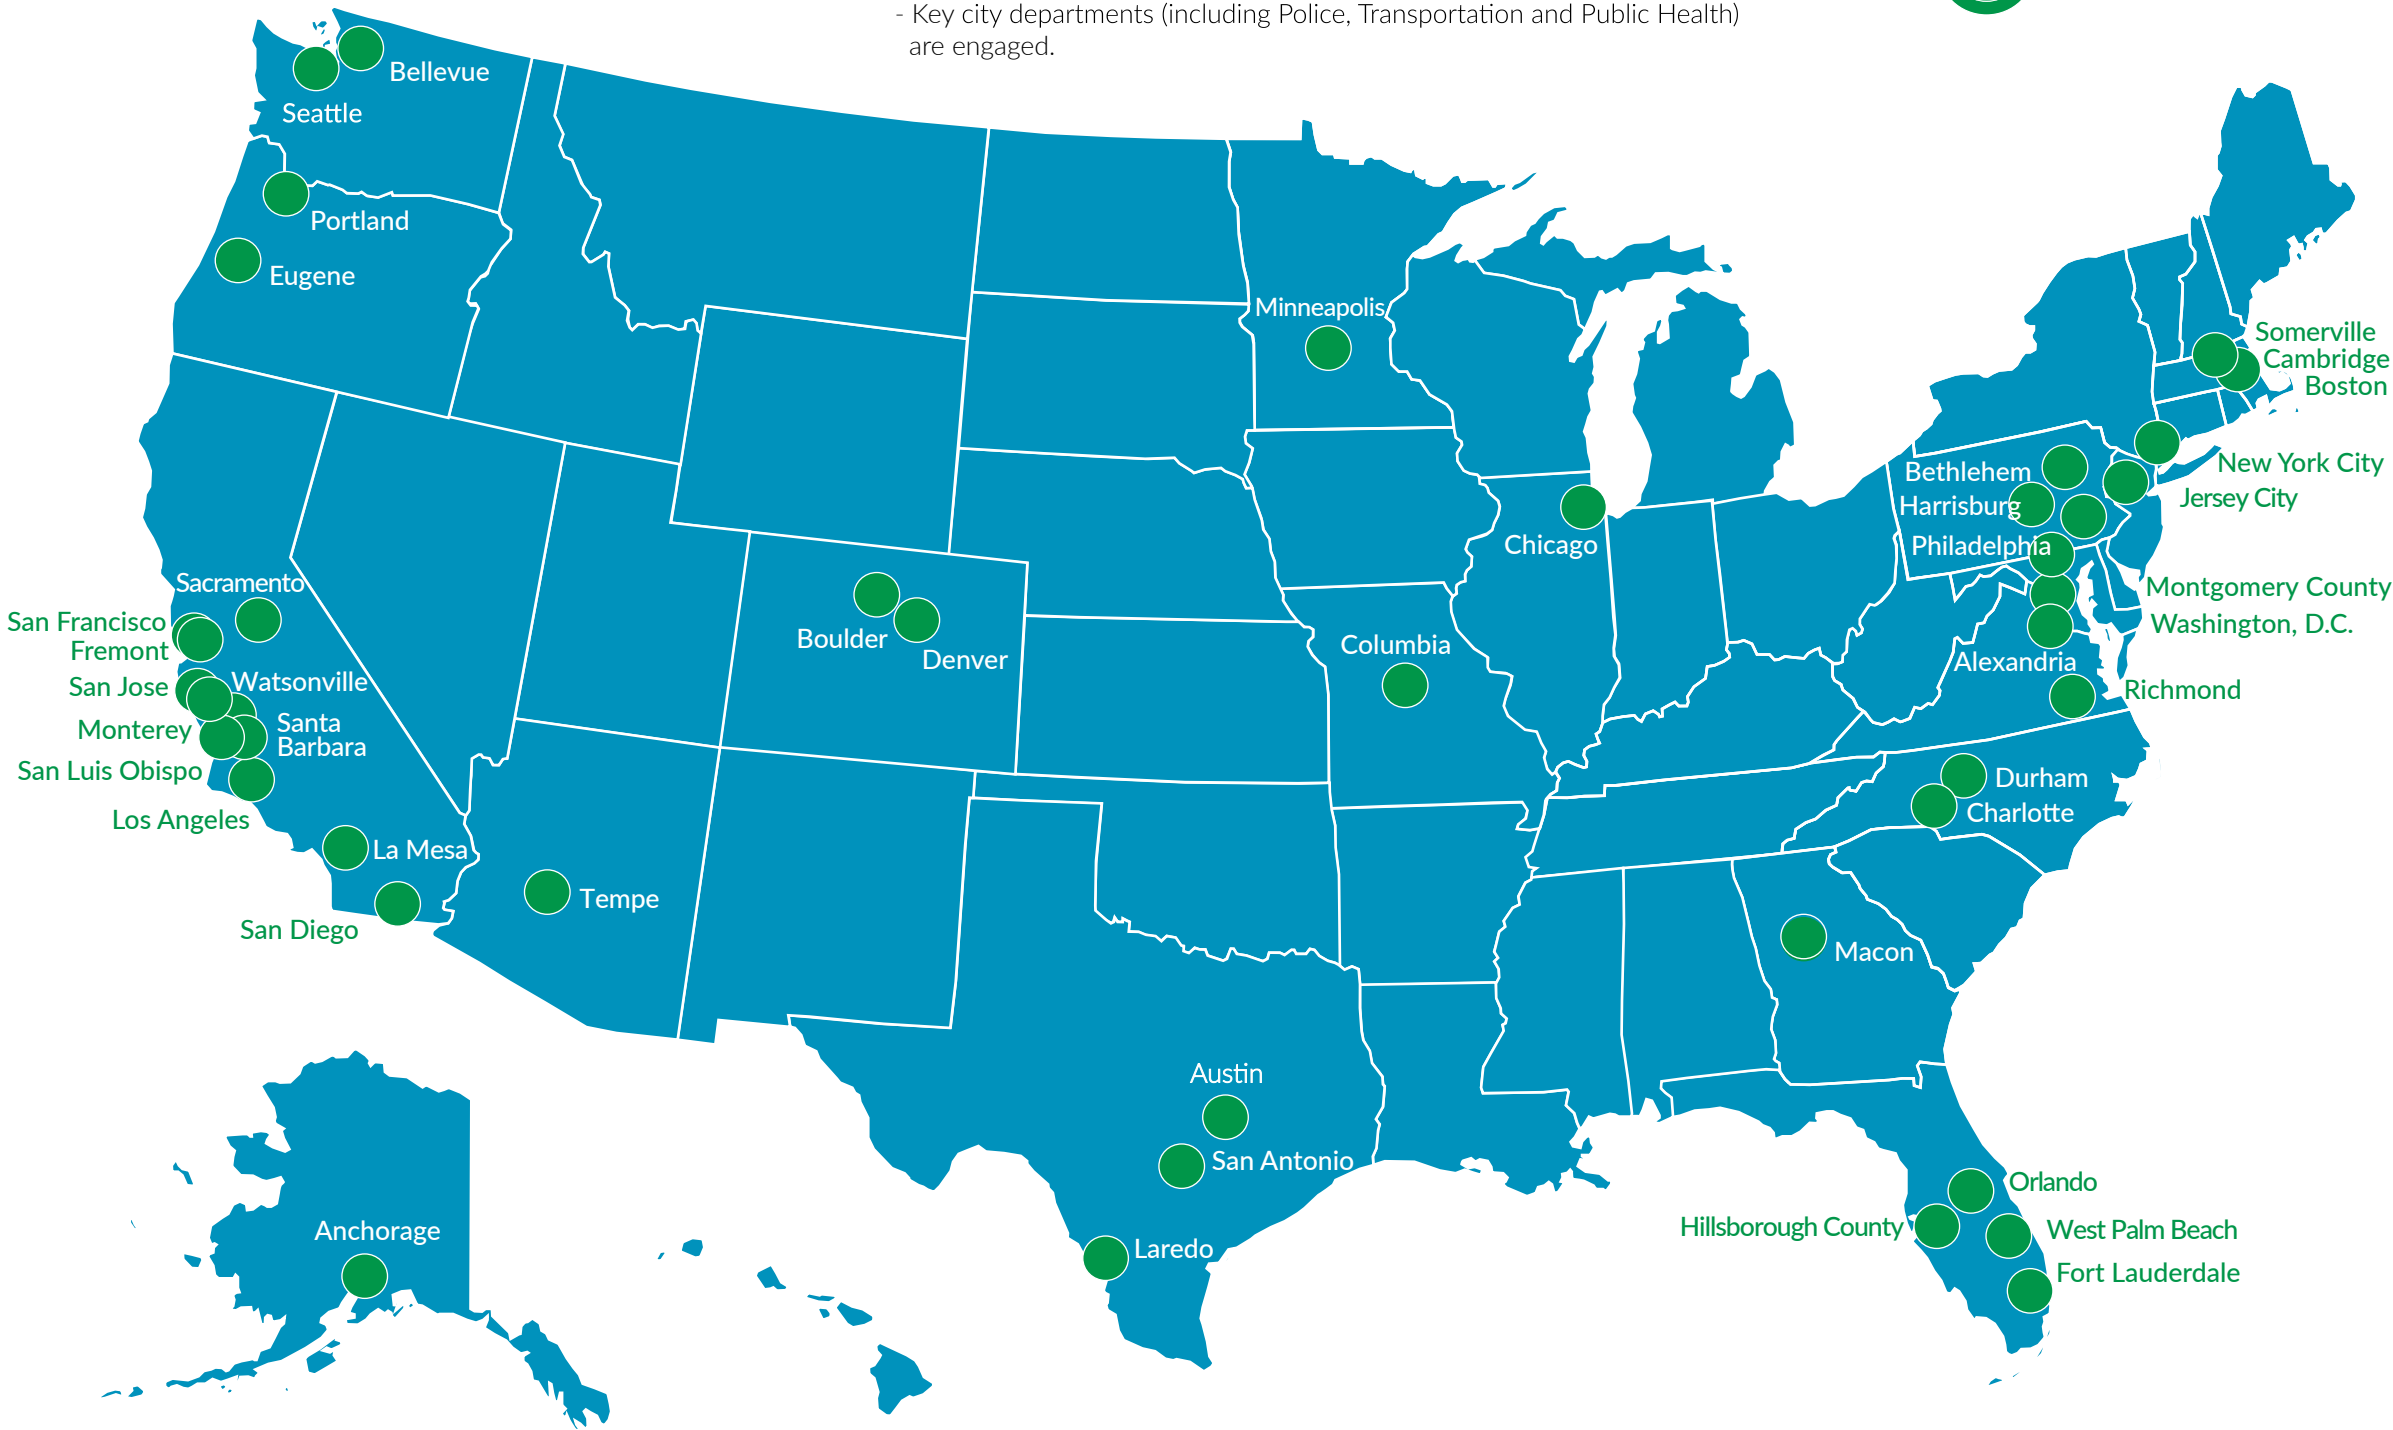 - Key city departments (including Police, Transportation and Public Health)
are engaged.
Bellevue
Seattle
Portland
Eugene
Minneapolis
Somerville
Cambridge
Boston
New York City
Bethlehem
Jersey City
Harrisburg
Chicago
Philadelphia
Sacramento
Montgomery County
San Francisco
Washington, D.C.
Boulder
Columbia
Fremont
Denver
Alexandria
Watsonville
San Jose
Richmond
Santa
Barbara
Monterey
San Luis Obispo
Durham
Charlotte
Los Angeles
La Mesa
Tempe
San Diego
Macon
Austin
San Antonio
Orlando
Hillsborough County
West Palm Beach
Anchorage
Laredo
Fort Lauderdale